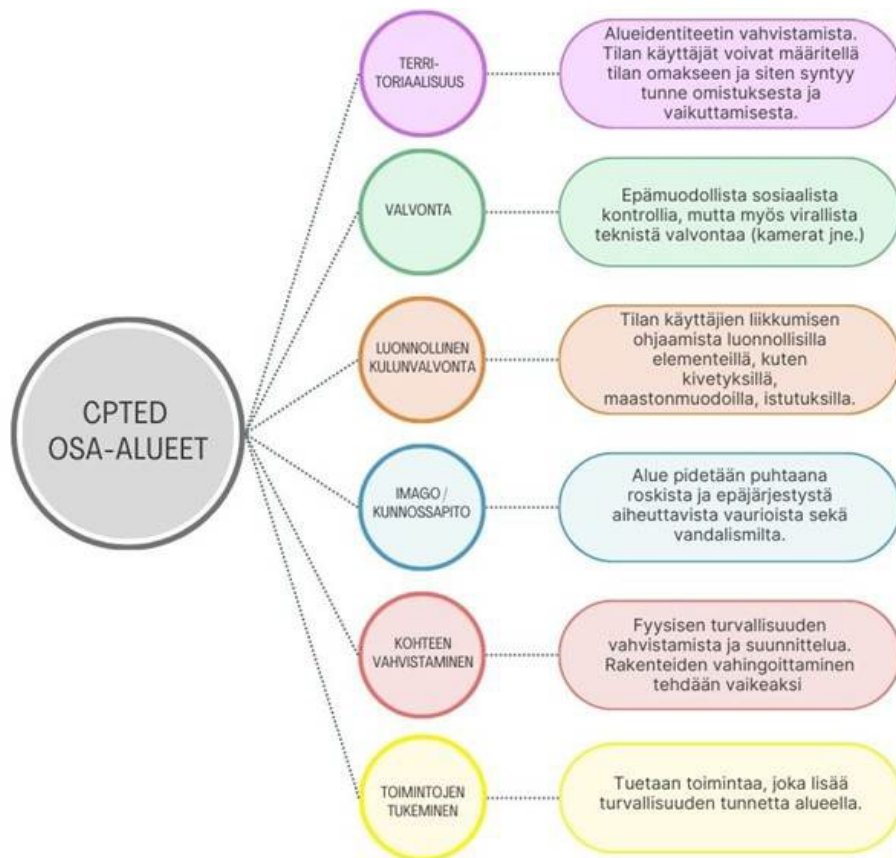 CPTED
OSA-ALUEET
TERRI-
TORIAALISUUS
Alueidentiteetin vahvistamista.
Tilan käyttäjät voivat määritellä
tilan omakseen ja siten syntyy
tunne omistuksesta ja
vaikuttamisesta.
VALVONTA
Epämuodollista sosiaalista
kontrollia, mutta myös virallista
teknistä valvontaa (kamerat jne.)
LUONNOLLINEN
KULUNVALVONTA
Tilan käyttäjien liikkumisen
ohjaamista luonnollisilla
elementeillä, kuten
kivetyksillä,
maastonmuodoilla, istutuksilla.
IMAGO /
KUNNOSSAPITO
Alue pidetään puhtaana
roskista ja epäjärjestystä
aiheuttavista vaurioista sekä
vandalismilta.
KOHTEEN
VAHVISTAMINEN
Fyysisen turvallisuuden
vahvistamista ja suunnittelua.
Rakenteiden vahingoittaminen
tehdään vaikeaksi
TOIMINTOJEN
TUKEMINEN
Tuetaan toimintaa, joka lisää
turvallisuuden tunnetta alueella.